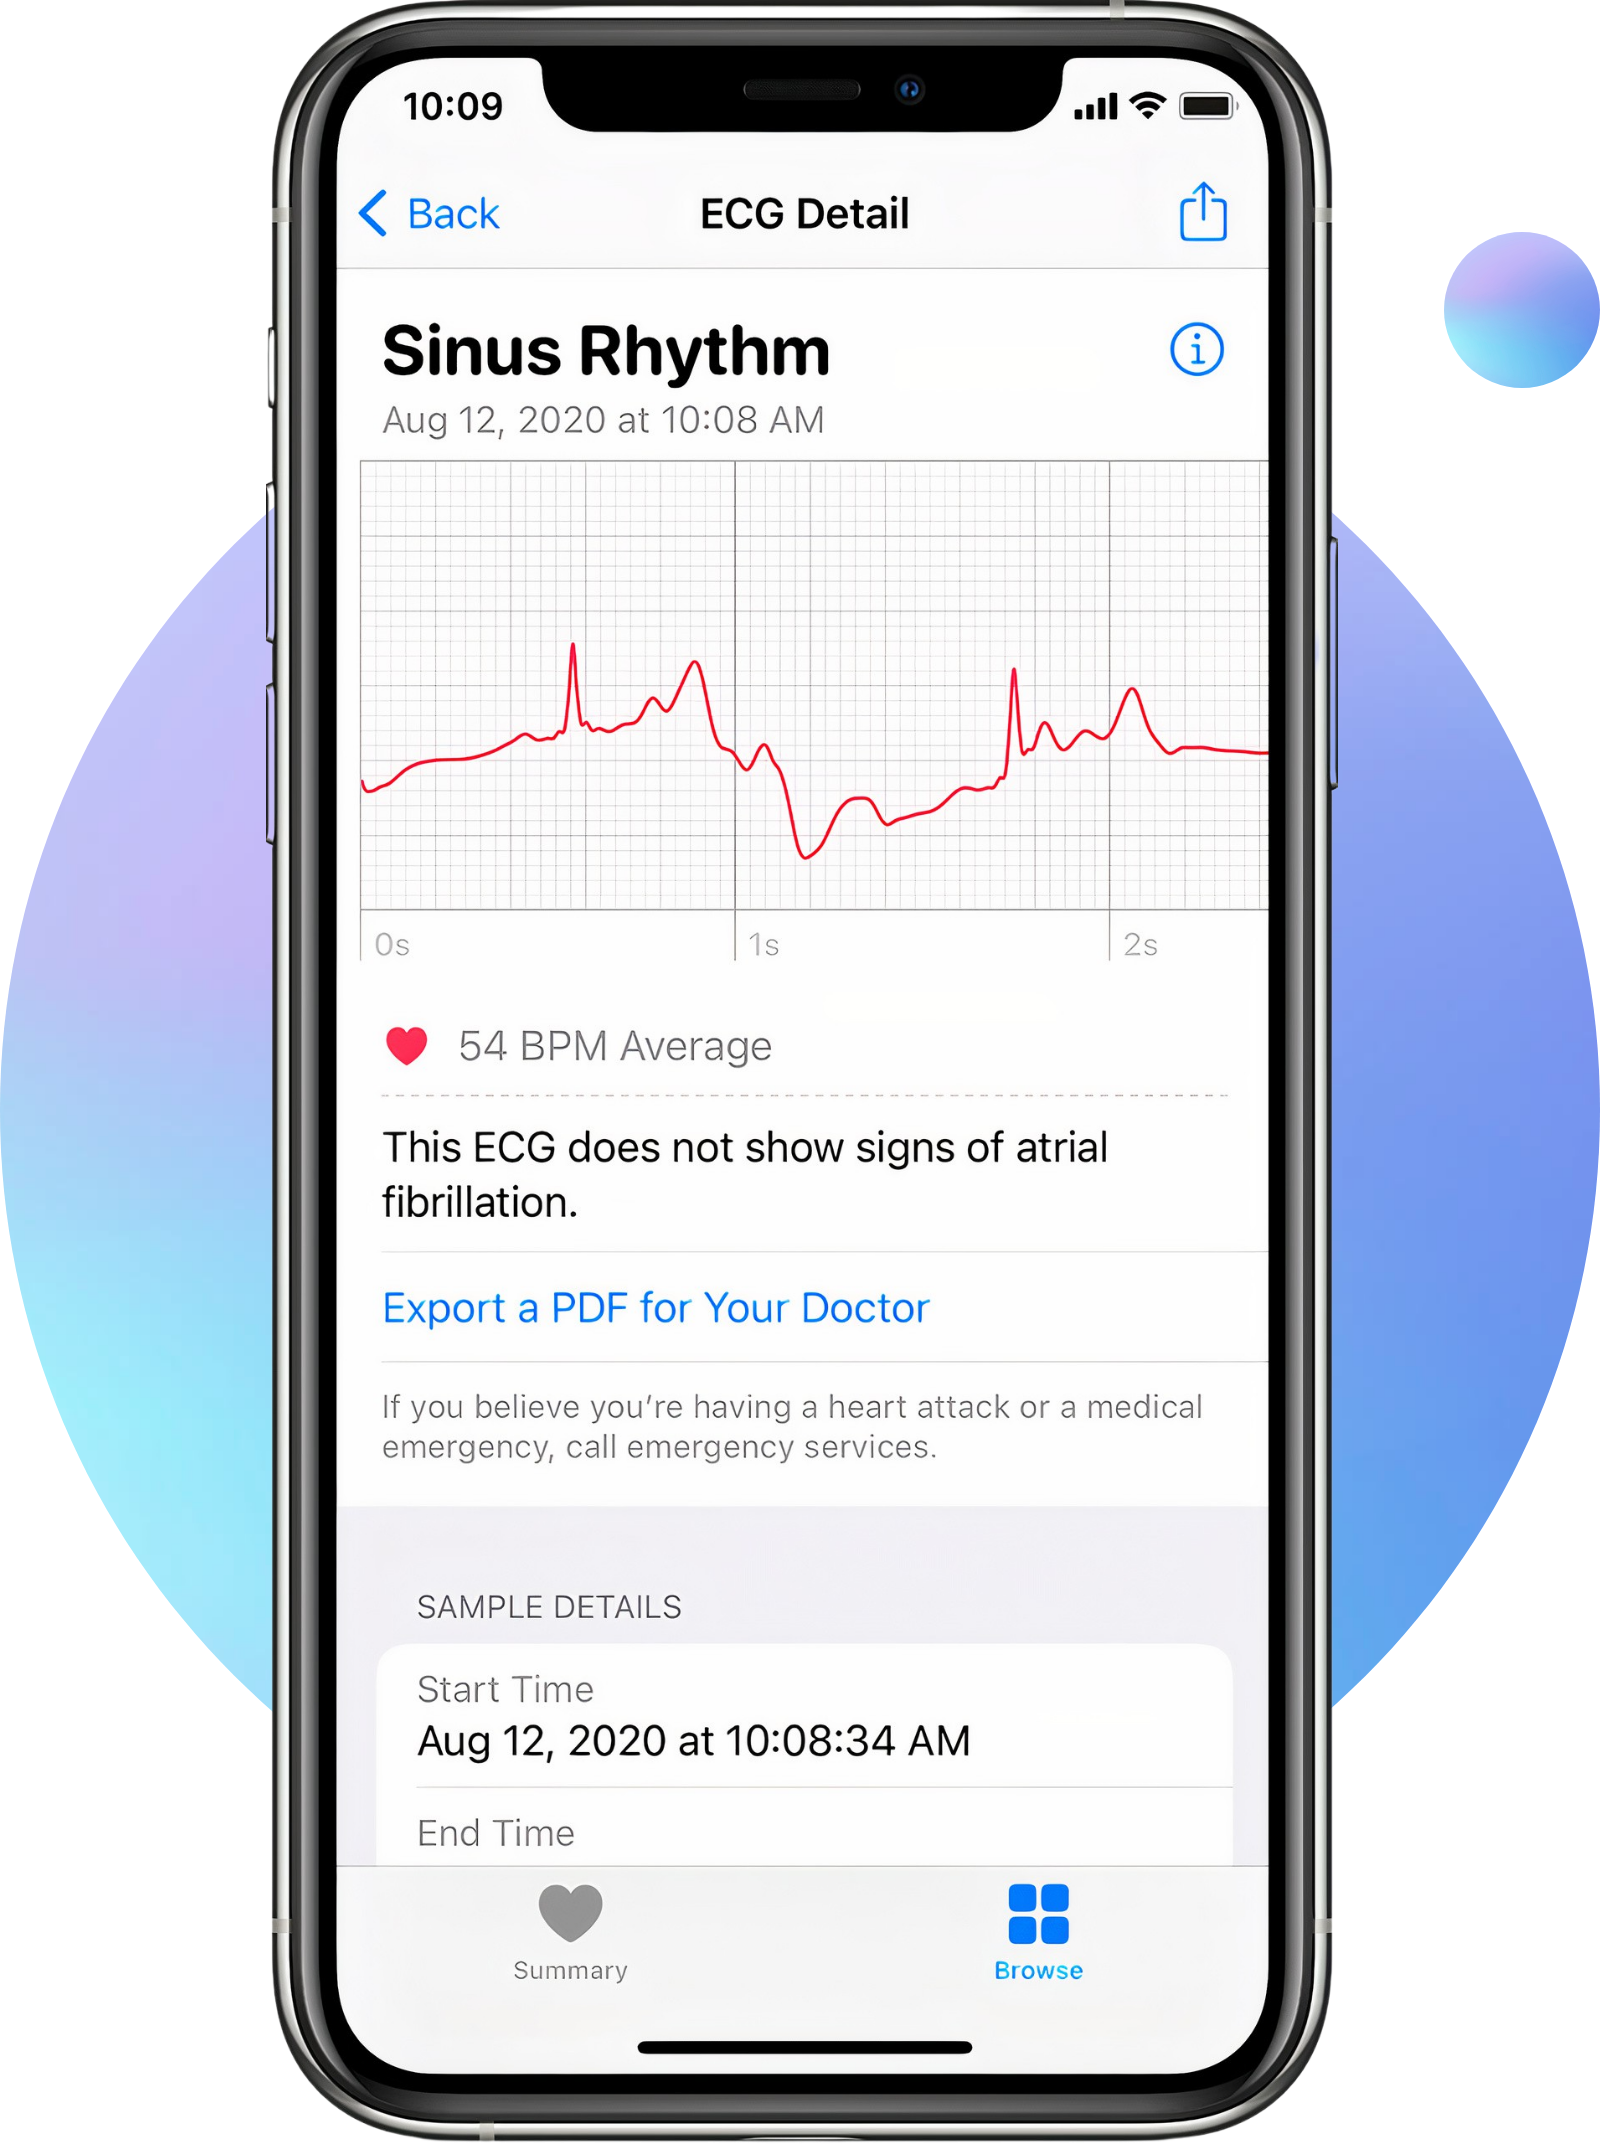 10:09
Back
ECG Detail
Sinus Rhythm
Aug 12, 2020 at 10:08 AM
0s
1s
2s
54 BPM Average
This ECG does not show signs of atrial
fibrillation.
Export a PDF for Your Doctor
If you believe you’re having a heart attack or a medical
emergency, call emergency services.
SAMPLE DETAILS
Start Time
Aug 12, 2020 at 10:08:34 AM
End Time
Summary
Browse